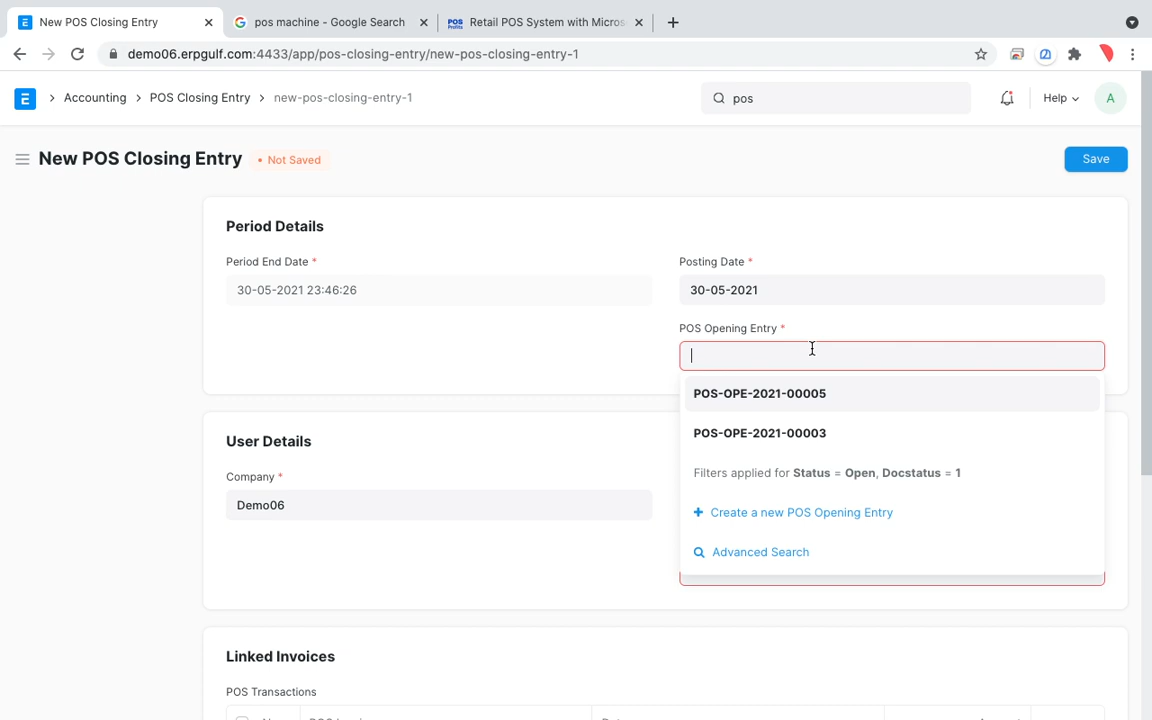 New POS Closing Entry
pos machine - Google Search
POS
Retail POS System with Micros
demo06.erpgulf.com:4433/app/pos-closing-entry/new-pos-closing-entry-1
E
Accounting
POS Closing Entry
new-pos-closing-entry-1
pos
Help
A
New POS Closing Entry
• Not Saved
Save
Period Details
Period End Date *
Posting Date *
30-05-2021 23:46:26
30-05-2021
POS Opening Entry *
POS-OPE-2021-00005
POS-OPE-2021-00003
Filters applied for Status = Open, Docstatus = 1
+ Create a new POS Opening Entry
Advanced Search
User Details
Company *
Demo06
Linked Invoices
POS Transactions